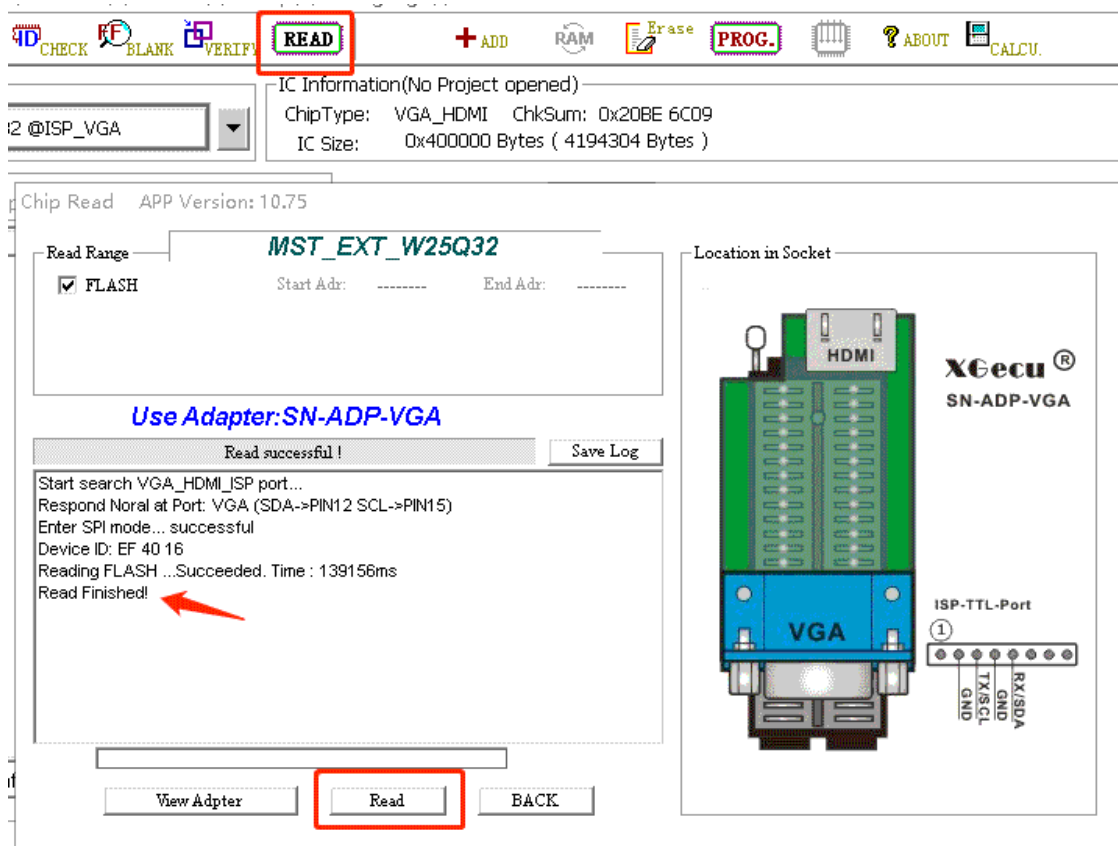 ID CHECK FF BLANK ID VERIFY READ ADD RAM Erase PROG. ? ABOUT CALCU.
IC Information(No Project opened)
ChipType: VGA_HDMI ChkSum: 0x20BE 6C09
@ISP_VGA
IC Size: 0x400000 Bytes ( 4194304 Bytes )
Chip Read APP Version: 10.75
Read Range
MST_EXT_W25Q32
Location in Socket
FLASH Start Adr: -------- End Adr: --------
..
HDMI
XGecu ®
SN-ADP-VGA
Use Adapter:SN-ADP-VGA
Read successful ! Save Log
Start search VGA_HDMI_ISP port...
Respond Noral at Port: VGA (SDA->PIN12 SCL->PIN15)
Enter SPI mode... successful
Device ID: EF 40 16
Reading FLASH ...Succeeded. Time : 139156ms
Read Finished!
VGA
ISP-TTL-Port
1
GND
TX/SCL
GND
RX/SDA
View Adpter Read BACK